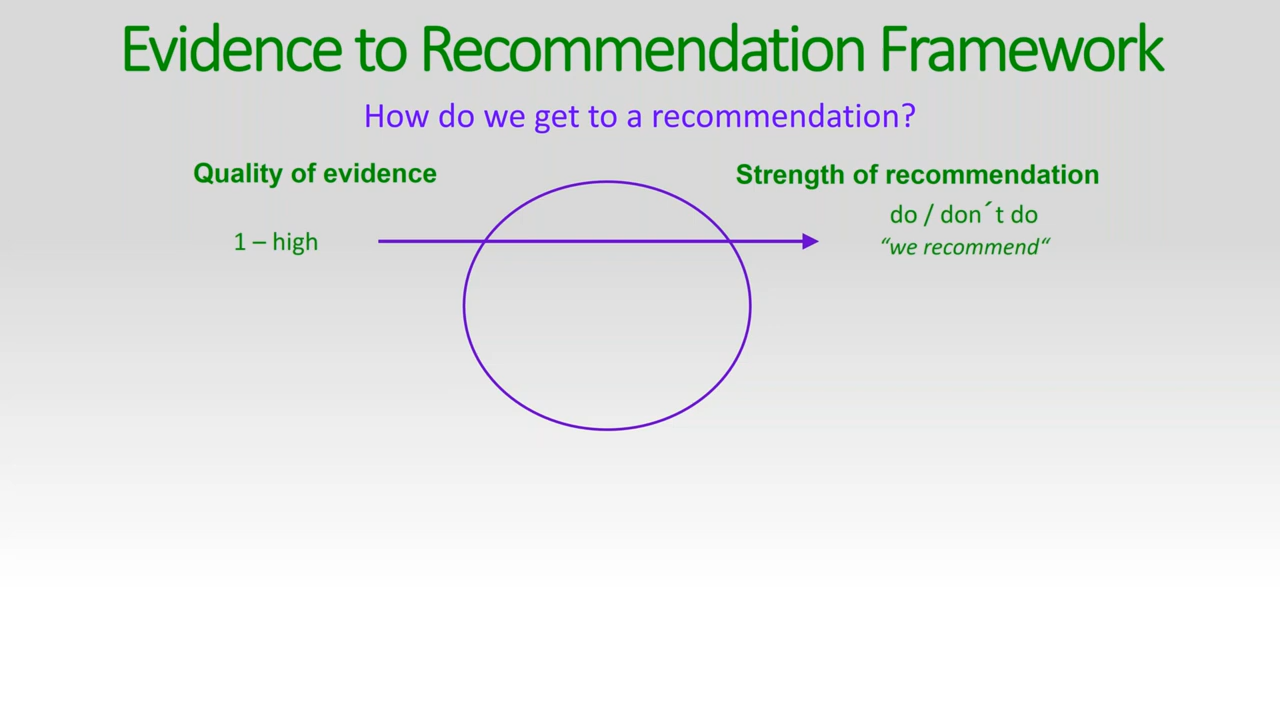 Evidence to Recommendation Framework
How do we get to a recommendation?
Quality of evidence
Strength of recommendation
do / don´t do
1 – high
“we recommend“